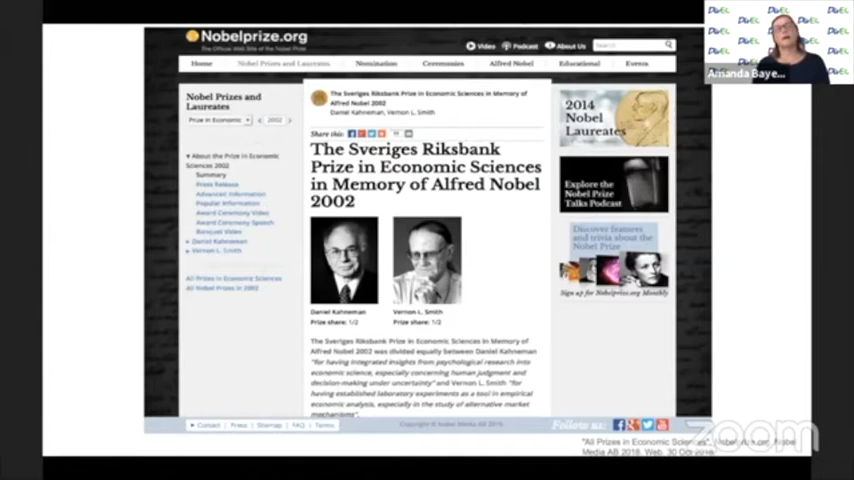 Nobelprize.org
The Official Web Site of the Nobel Prize
Video
Podcast
About Us
Search
Home
Nobel Prizes and Laureates
Nomination
Ceremonies
Alfred Nobel
Educational
Events
Nobel Prizes and
Laureates
Prize in Economic
< 2002 >
About the Prize in Economic
Sciences 2002
Summary
Press Release
Advanced Information
Popular Information
Award Ceremony Video
Award Ceremony Speech
Banquet Video
Daniel Kahneman
Vernon L. Smith
All Prizes in Economic Sciences
All Nobel Prizes in 2002
The Sveriges Riksbank Prize in Economic Sciences in Memory of
Alfred Nobel 2002
Daniel Kahneman, Vernon L. Smith
Share this:
The Sveriges Riksbank
Prize in Economic Sciences
in Memory of Alfred Nobel
2002
Daniel Kahneman
Prize share: 1/2
Vernon L. Smith
Prize share: 1/2
The Sveriges Riksbank Prize in Economic Sciences in Memory of
Alfred Nobel 2002 was divided equally between Daniel Kahneman
"for having integrated insights from psychological research into
economic science, especially concerning human judgment and
decision-making under uncertainty" and Vernon L. Smith "for
having established laboratory experiments as a tool in empirical
economic analysis, especially in the study of alternative market
mechanisms".
2014
Nobel
Laureates
Explore the
Nobel Prize
Talks Podcast
Discover features
and trivia about the
Nobel Prize
Sign up for Nobelprize.org Monthly
Contact | Press | Sitemap | FAQ | Terms
Copyright © Nobel Media AB
Follow us:
"All Prizes in Economic Sciences". Nobelprize.org. Nobel
Media AB 2018. Web. 30 Oct 2018.
zoom
Amanda Baye...
DWEL